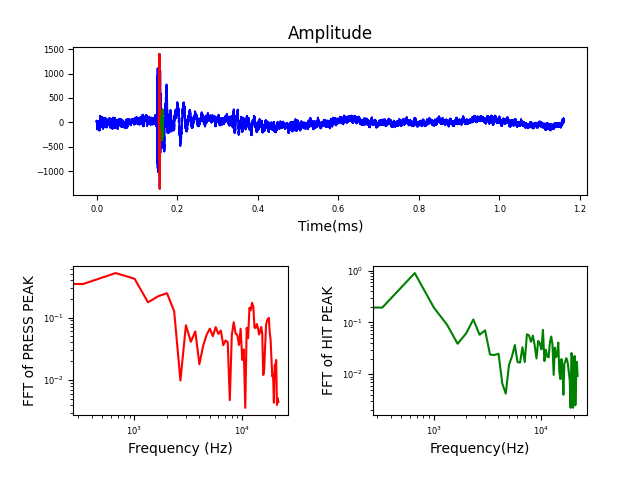 Amplitude
1500
1000
500
0
−500
−1000
0.0 0.2 0.4 0.6 0.8 1.0 1.2
Time(ms)
FFT of PRESS PEAK
10⁻¹
10⁻²
10³ 10⁴
Frequency (Hz)
FFT of HIT PEAK
10⁰
10⁻¹
10⁻²
10³ 10⁴
Frequency(Hz)